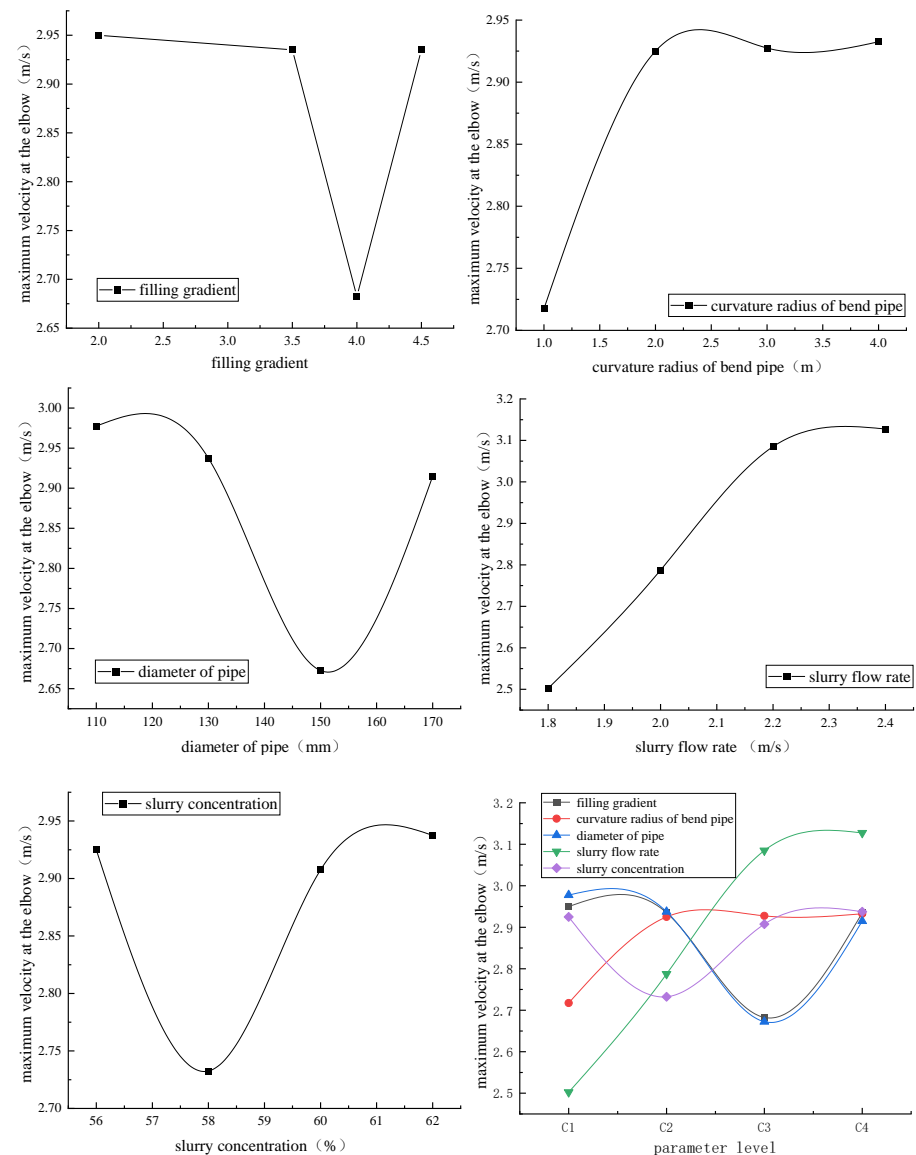 maximum velocity at the elbow（m/s）
2.95
2.90
2.85
2.80
2.75
2.70
2.65
filling gradient
2.0 2.5 3.0 3.5 4.0 4.5
filling gradient
maximum velocity at the elbow（m/s）
2.95
2.90
2.85
2.80
2.75
2.70
curvature radius of bend pipe
1.0 1.5 2.0 2.5 3.0 3.5 4.0
curvature radius of bend pipe（m）
maximum velocity at the elbow（m/s）
3.00
2.95
2.90
2.85
2.80
2.75
2.70
2.65
diameter of pipe
110 120 130 140 150 160 170
diameter of pipe（mm）
maximum velocity at the elbow（m/s）
3.2
3.1
3.0
2.9
2.8
2.7
2.6
2.5
slurry flow rate
1.8 1.9 2.0 2.1 2.2 2.3 2.4
slurry flow rate （m/s）
maximum velocity at the elbow（m/s）
slurry concentration
2.95
2.90
2.85
2.80
2.75
2.70
56 57 58 59 60 61 62
slurry concentration（%）
maximum velocity at the elbow（m/s）
filling gradient
curvature radius of bend pipe
diameter of pipe
slurry flow rate
slurry concentration
3.2
3.1
3.0
2.9
2.8
2.7
2.6
2.5
C1 C2 C3 C4
parameter level